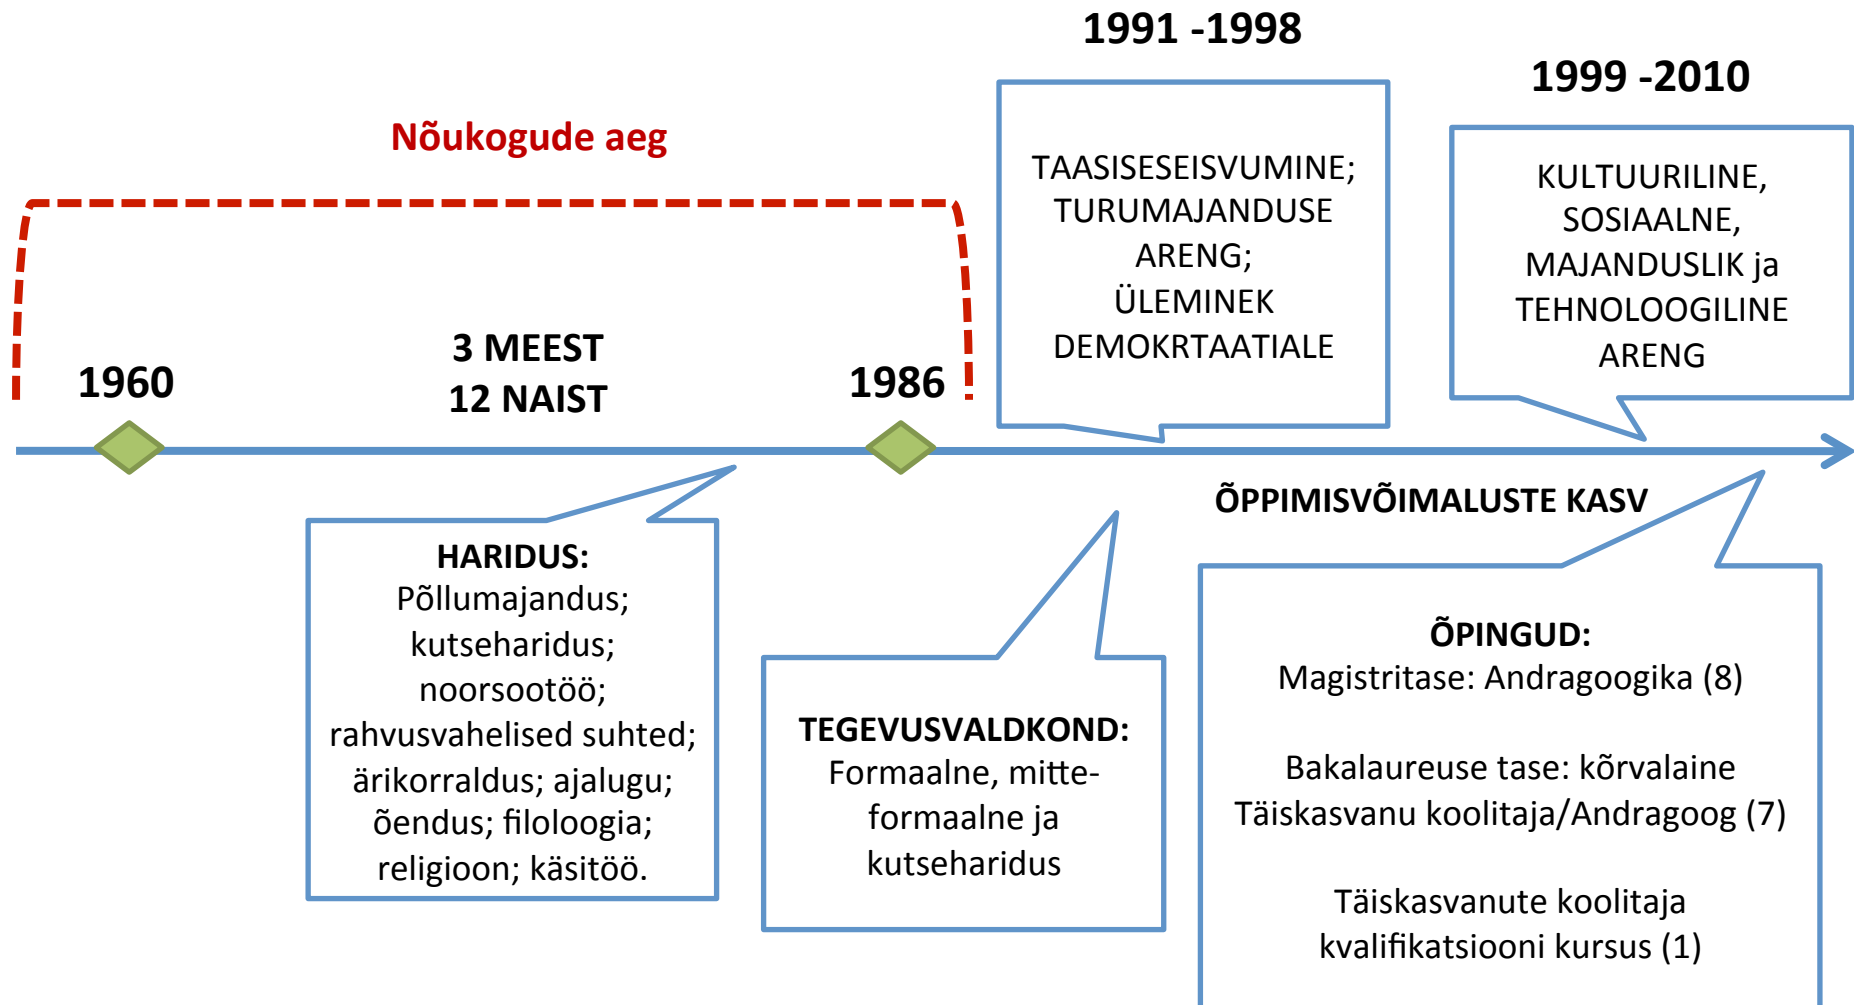 1991 -1998
1999 -2010
Nõukogude aeg
TAASISESEISVUMINE;
TURUMAJANDUSE
ARENG;
ÜLEMINEK
DEMOKRTAATIALE
KULTUURILINE,
SOSIAALNE,
MAJANDUSLIK ja
TEHNOLOOGILINE
ARENG
1960
3 MEEST
12 NAIST
1986
ÕPPIMISVÕIMALUSTE KASV
HARIDUS:
Põllumajandus;
kutseharidus;
noorsootöö;
rahvusvahelised suhted;
ärikorraldus; ajalugu;
õendus; filoloogia;
religioon; käsitöö.
TEGEVUSVALDKOND:
Formaalne, mitte-
formaalne ja
kutseharidus
ÕPINGUD:
Magistritase: Andragoogika (8)
Bakalaureuse tase: kõrvalaine
Täiskasvanu koolitaja/Andragoog (7)
Täiskasvanute koolitaja
kvalifikatsiooni kursus (1)